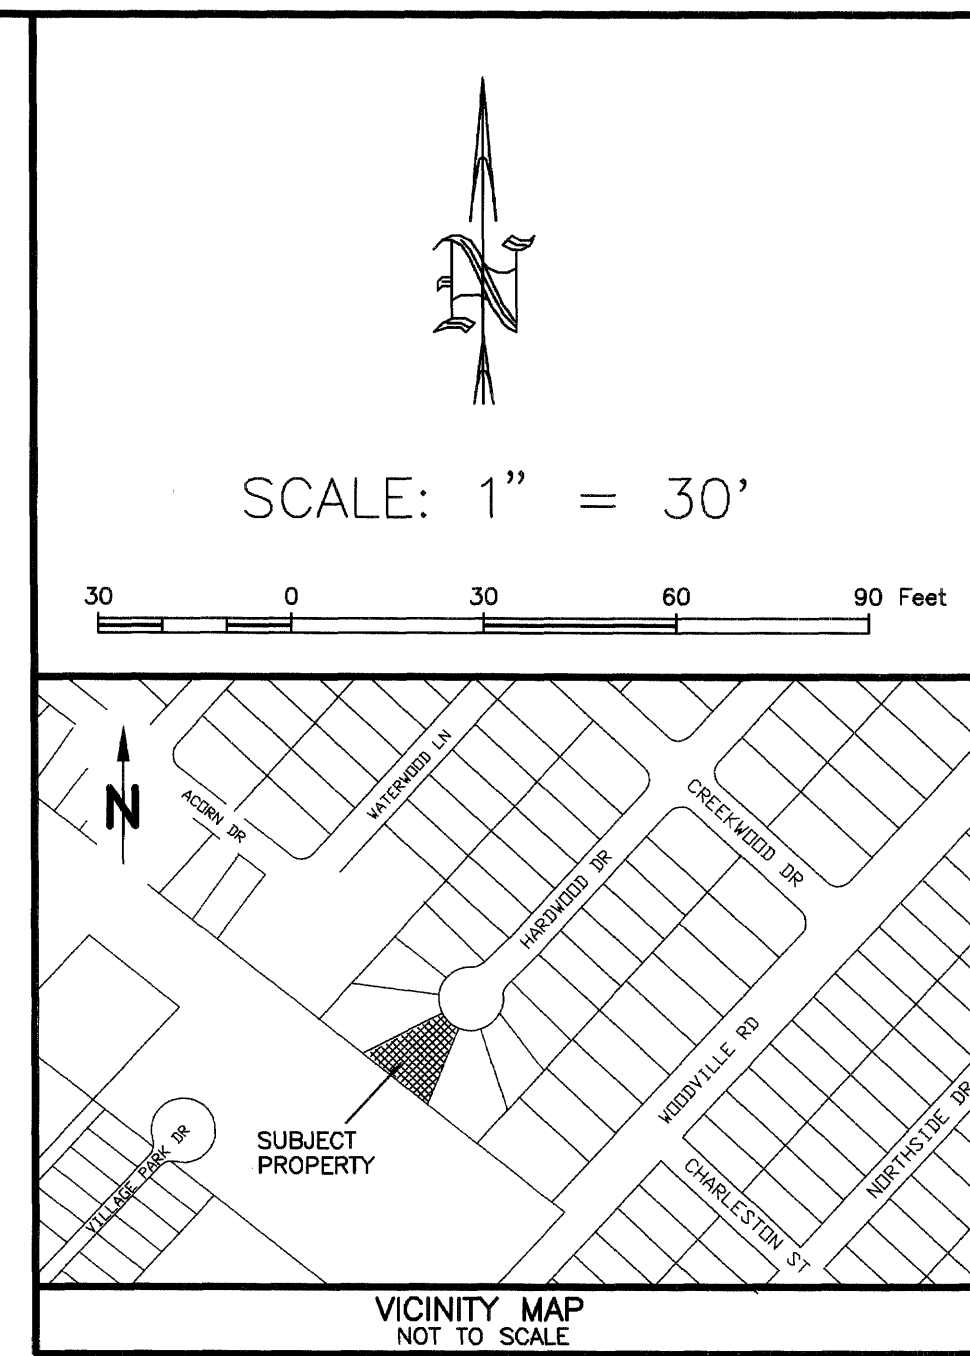 N
SCALE: 1" = 30'
30 0 30 60 90 Feet
N
ACORN DR
WATERWOOD LN
CREEKWOOD DR
HARDWOOD DR
WOODVILLE RD
NORTHSIDE DR
CHARLESTON ST
VILLAGE PARK DR
SUBJECT
PROPERTY
VICINITY MAP
NOT TO SCALE